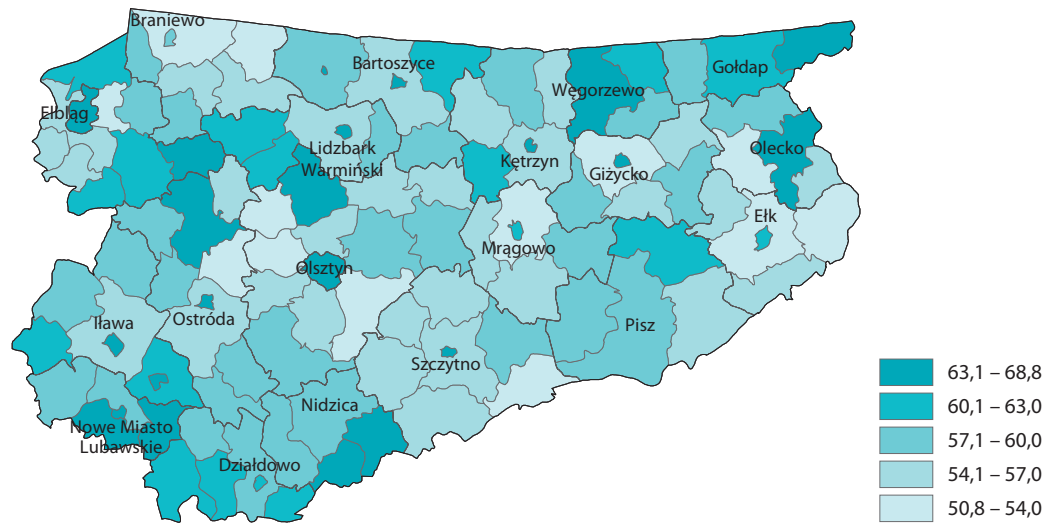 Braniewo
Bartoszyce
Gołdap
Węgorzewo
Elbląg
Lidzbark
Warmiński
Kętrzyn
Olecko
Giżycko
Ełk
Mrągowo
Olsztyn
Iława
Ostróda
Pisz
Szczytno
Nidzica
Nowe Miasto
Lubawskie
Działdowo
63,1 – 68,8
60,1 – 63,0
57,1 – 60,0
54,1 – 57,0
50,8 – 54,0